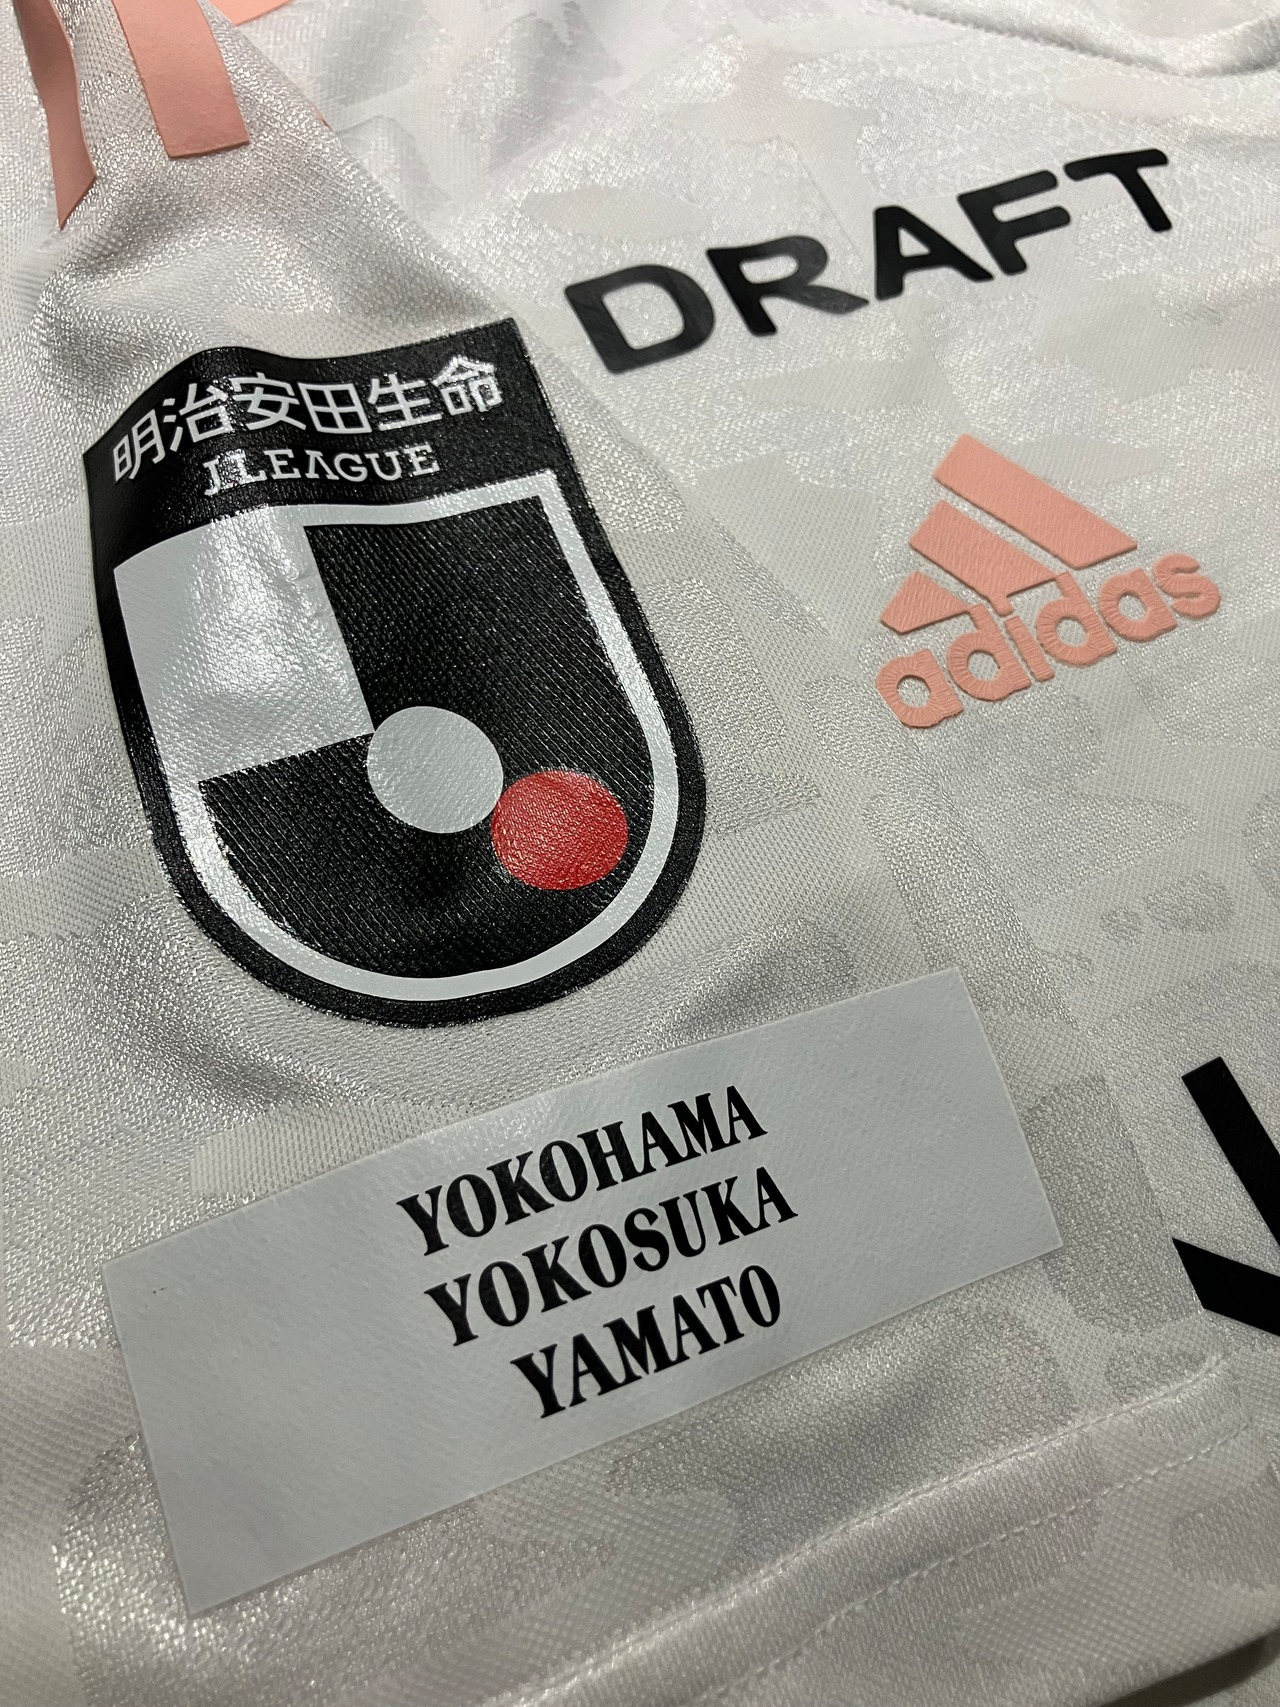 DRAFT
明治安田生命
J.LEAGUE
adidas
YOKOHAMA
YOKOSUKA
YAMATO